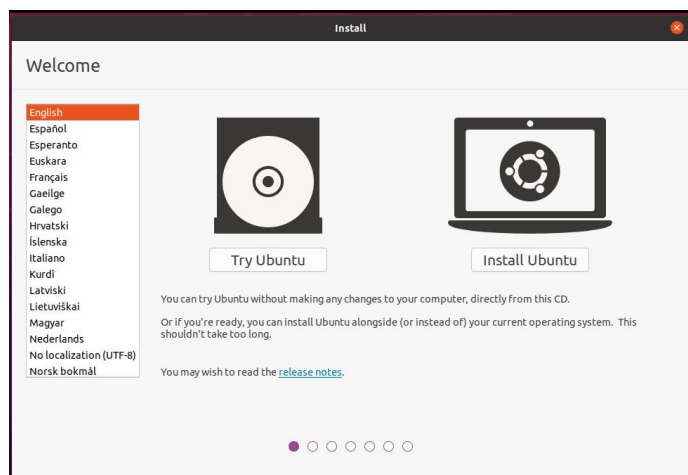 Install
Welcome
English
Español
Esperanto
Euskara
Français
Gaeilge
Galego
Hrvatski
Íslenska
Italiano
Kurdî
Latviski
Lietuviškai
Magyar
Nederlands
No localization (UTF-8)
Norsk bokmål
Try Ubuntu
Install Ubuntu
You can try Ubuntu without making any changes to your computer, directly from this CD.
Or if you're ready, you can install Ubuntu alongside (or instead of) your current operating system. This
shouldn't take too long.
You may wish to read the release notes.